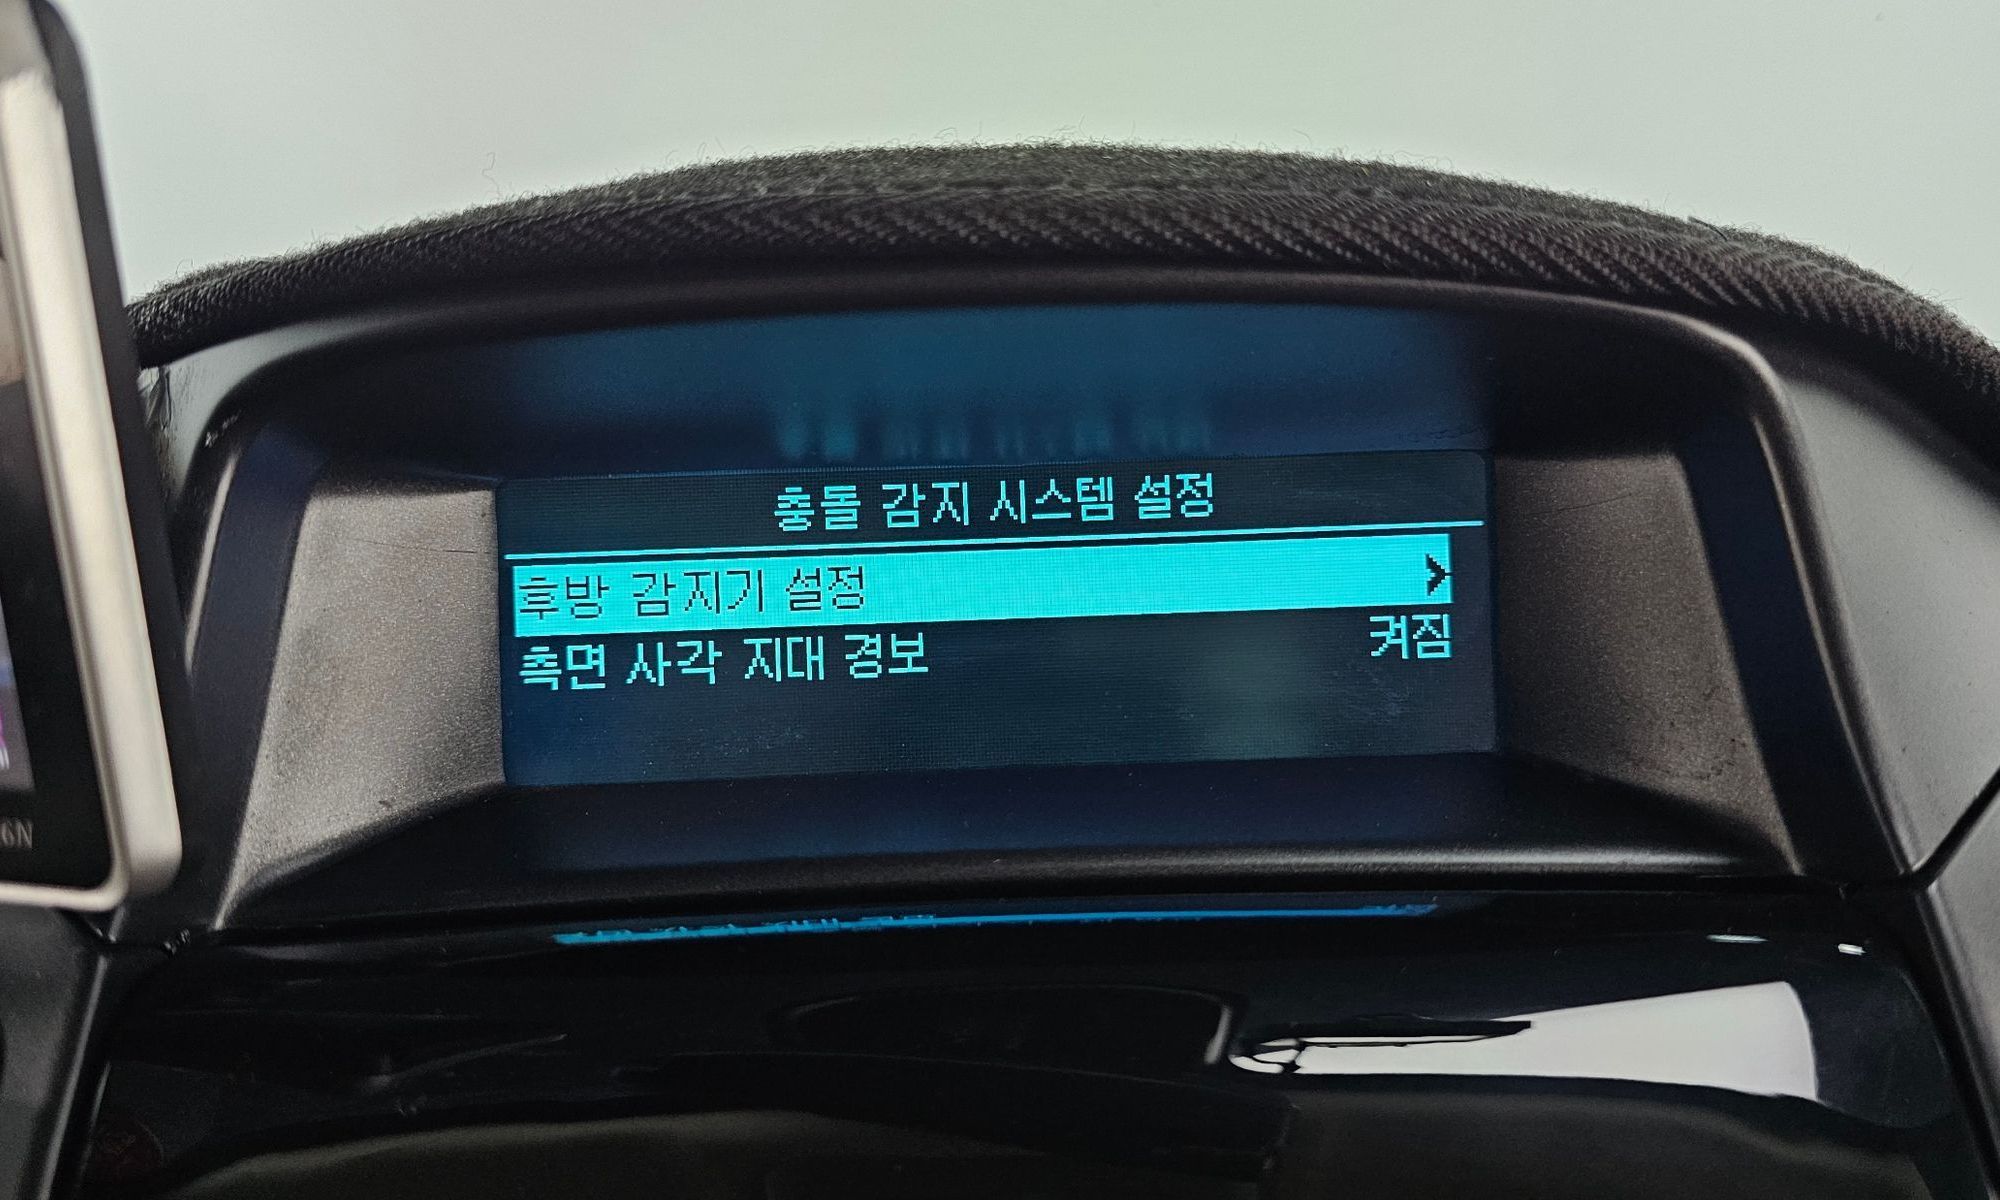 충돌 감지 시스템 설정
후방 감지기 설정 >
측면 사각 지대 경보 켜짐
6N